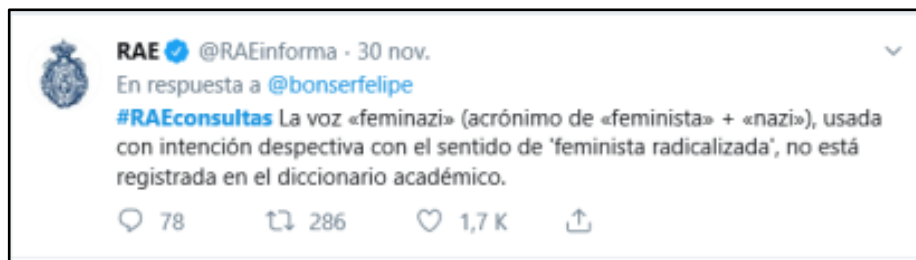 RAE @RAEinforma · 30 nov.
En respuesta a @bonserfelipe
#RAEconsultas La voz «feminazi» (acrónimo de «feminista» + «nazi»), usada
con intención despectiva con el sentido de 'feminista radicalizada', no está
registrada en el diccionario académico.
78 286 1,7 K